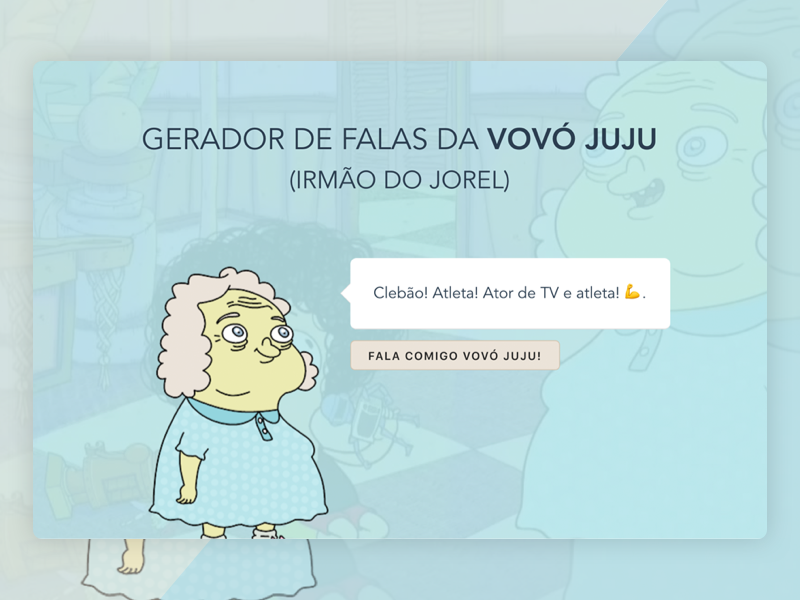 GERADOR DE FALAS DA VOVÓ JUJU
(IRMÃO DO JOREL)
Clebão! Atleta! Ator de TV e atleta! 💪.
FALA COMIGO VOVÓ JUJU!